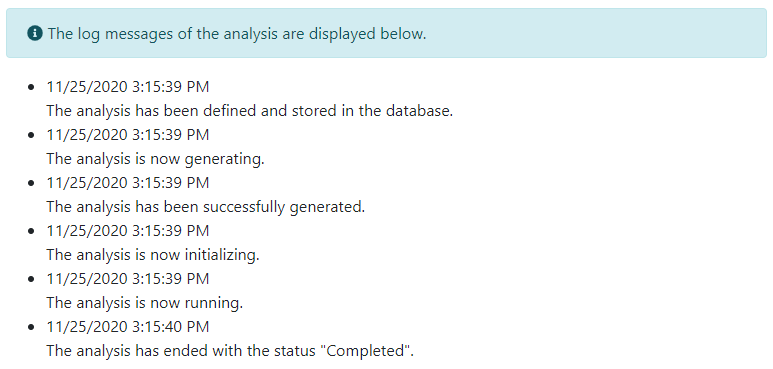 The log messages of the analysis are displayed below.
11/25/2020 3:15:39 PM
The analysis has been defined and stored in the database.
11/25/2020 3:15:39 PM
The analysis is now generating.
11/25/2020 3:15:39 PM
The analysis has been successfully generated.
11/25/2020 3:15:39 PM
The analysis is now initializing.
11/25/2020 3:15:39 PM
The analysis is now running.
11/25/2020 3:15:40 PM
The analysis has ended with the status "Completed".